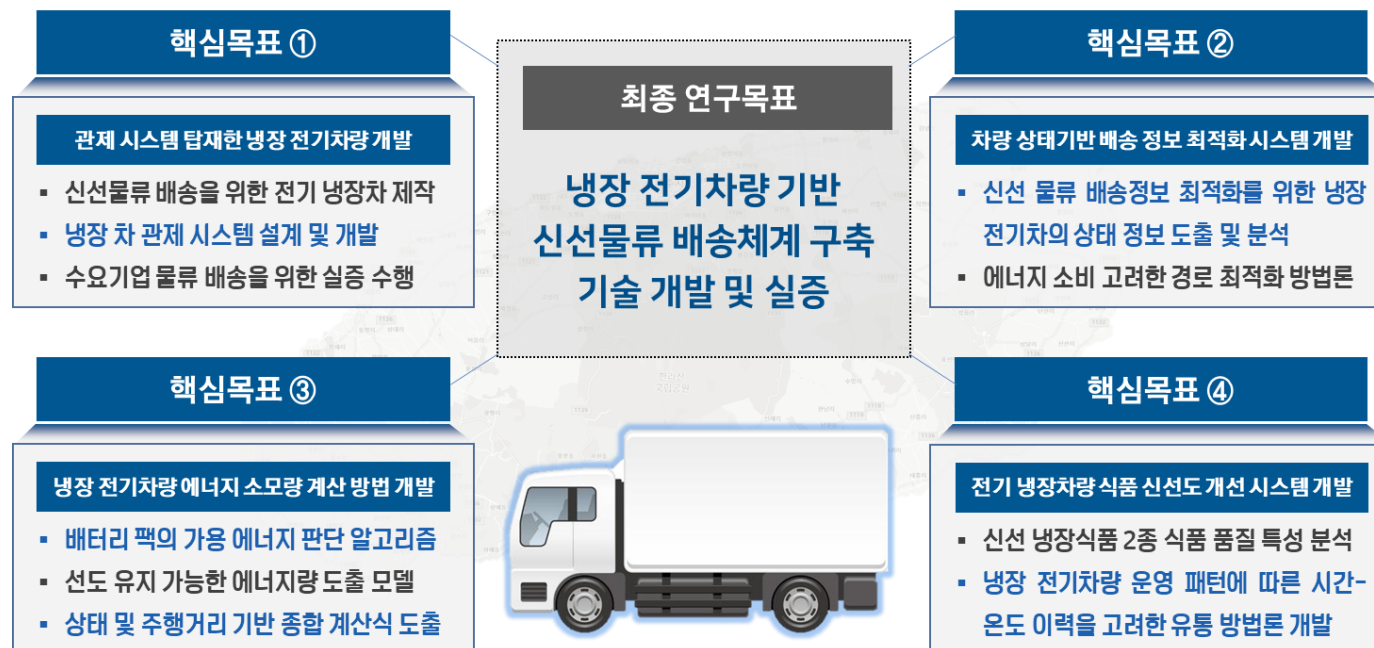 핵심목표 ①
관제 시스템 탑재한 냉장 전기차량 개발
▪ 신선물류 배송을 위한 전기 냉장차 제작
▪ 냉장 차 관제 시스템 설계 및 개발
▪ 수요기업 물류 배송을 위한 실증 수행
최종 연구목표
냉장 전기차량 기반
신선물류 배송체계 구축
기술 개발 및 실증
핵심목표 ②
차량 상태기반 배송 정보 최적화 시스템 개발
▪ 신선 물류 배송정보 최적화를 위한 냉장
전기차의 상태 정보 도출 및 분석
▪ 에너지 소비 고려한 경로 최적화 방법론
핵심목표 ③
냉장 전기차량 에너지 소모량 계산 방법 개발
▪ 배터리 팩의 가용 에너지 판단 알고리즘
▪ 선도 유지 가능한 에너지량 도출 모델
▪ 상태 및 주행거리 기반 종합 계산식 도출
핵심목표 ④
전기 냉장차량 식품 신선도 개선 시스템 개발
▪ 신선 냉장식품 2종 식품 품질 특성 분석
▪ 냉장 전기차량 운영 패턴에 따른 시간-
온도 이력을 고려한 유통 방법론 개발